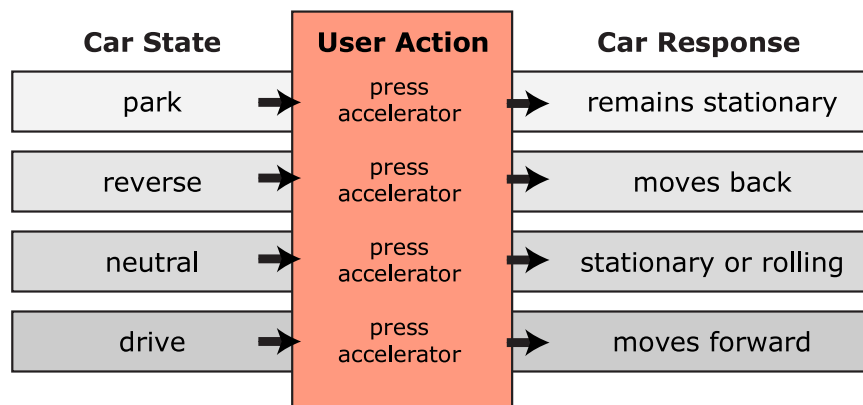 Car State
User Action
Car Response
park
press
accelerator
remains stationary
reverse
press
accelerator
moves back
neutral
press
accelerator
stationary or rolling
drive
press
accelerator
moves forward